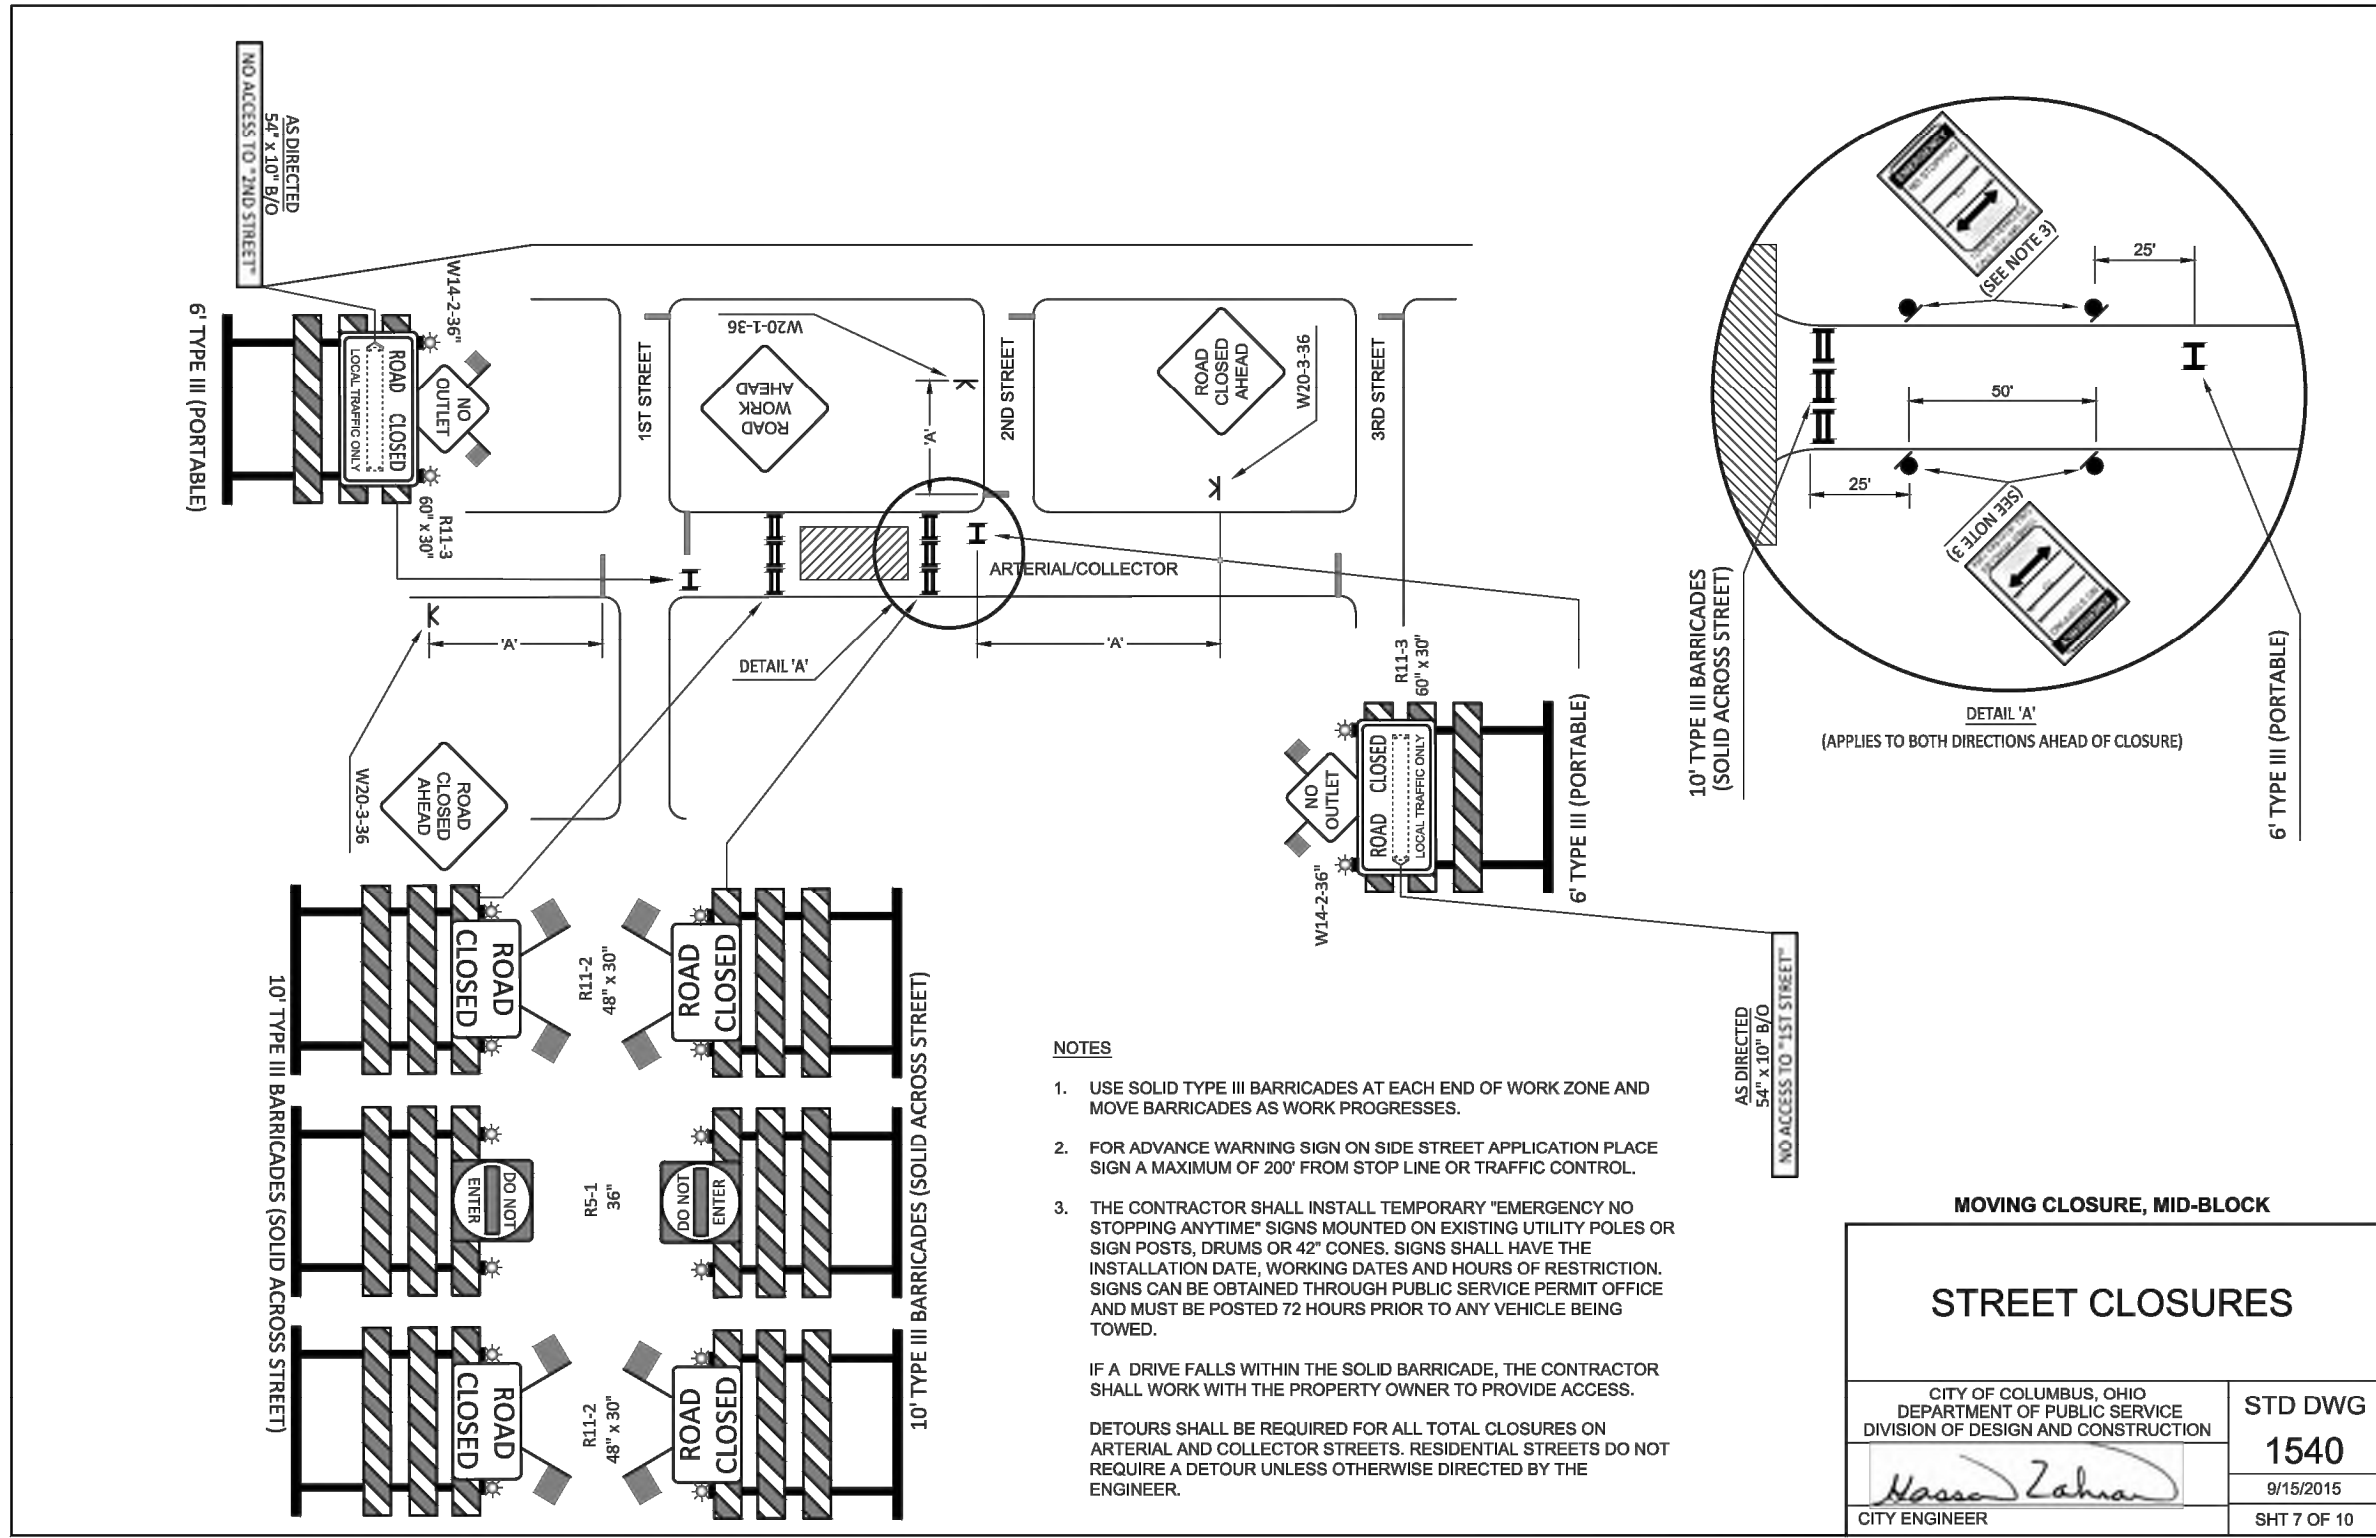 NO ACCESS TO "2ND STREET"
AS DIRECTED
54" x 10" B/O
6' TYPE III (PORTABLE)
ROAD CLOSED
LOCAL TRAFFIC ONLY
W14-2-36"
NO
OUTLET
R11-3
60" x 30"
1ST STREET
W20-1-36
ROAD
WORK
AHEAD
'A'
2ND STREET
ROAD
CLOSED
AHEAD
W20-3-36
3RD STREET
ARTERIAL/COLLECTOR
'A'
'A'
DETAIL 'A'
W20-3-36
ROAD
CLOSED
AHEAD
R11-3
60" x 30"
NO
OUTLET
ROAD CLOSED
LOCAL TRAFFIC ONLY
W14-2-36"
6' TYPE III (PORTABLE)
AS DIRECTED
54" x 10" B/O
NO ACCESS TO "1ST STREET"
EMERGENCY
NO STOPPING
(SEE NOTE 3)
25'
50'
25'
(SEE NOTE 3)
EMERGENCY
NO STOPPING
10' TYPE III BARRICADES
(SOLID ACROSS STREET)
6' TYPE III (PORTABLE)
DETAIL 'A'
(APPLIES TO BOTH DIRECTIONS AHEAD OF CLOSURE)
10' TYPE III BARRICADES (SOLID ACROSS STREET)
ROAD
CLOSED
R11-2
48" x 30"
ROAD
CLOSED
DO NOT
ENTER
R5-1
36"
DO NOT
ENTER
ROAD
CLOSED
R11-2
48" x 30"
ROAD
CLOSED
10' TYPE III BARRICADES (SOLID ACROSS STREET)
NOTES
1. USE SOLID TYPE III BARRICADES AT EACH END OF WORK ZONE AND
MOVE BARRICADES AS WORK PROGRESSES.
2. FOR ADVANCE WARNING SIGN ON SIDE STREET APPLICATION PLACE
SIGN A MAXIMUM OF 200' FROM STOP LINE OR TRAFFIC CONTROL.
3. THE CONTRACTOR SHALL INSTALL TEMPORARY "EMERGENCY NO
STOPPING ANYTIME" SIGNS MOUNTED ON EXISTING UTILITY POLES OR
SIGN POSTS, DRUMS OR 42" CONES. SIGNS SHALL HAVE THE
INSTALLATION DATE, WORKING DATES AND HOURS OF RESTRICTION.
SIGNS CAN BE OBTAINED THROUGH PUBLIC SERVICE PERMIT OFFICE
AND MUST BE POSTED 72 HOURS PRIOR TO ANY VEHICLE BEING
TOWED.
IF A DRIVE FALLS WITHIN THE SOLID BARRICADE, THE CONTRACTOR
SHALL WORK WITH THE PROPERTY OWNER TO PROVIDE ACCESS.
DETOURS SHALL BE REQUIRED FOR ALL TOTAL CLOSURES ON
ARTERIAL AND COLLECTOR STREETS. RESIDENTIAL STREETS DO NOT
REQUIRE A DETOUR UNLESS OTHERWISE DIRECTED BY THE
ENGINEER.
MOVING CLOSURE, MID-BLOCK
STREET CLOSURES
CITY OF COLUMBUS, OHIO
DEPARTMENT OF PUBLIC SERVICE
DIVISION OF DESIGN AND CONSTRUCTION
CITY ENGINEER
STD DWG
1540
9/15/2015
SHT 7 OF 10